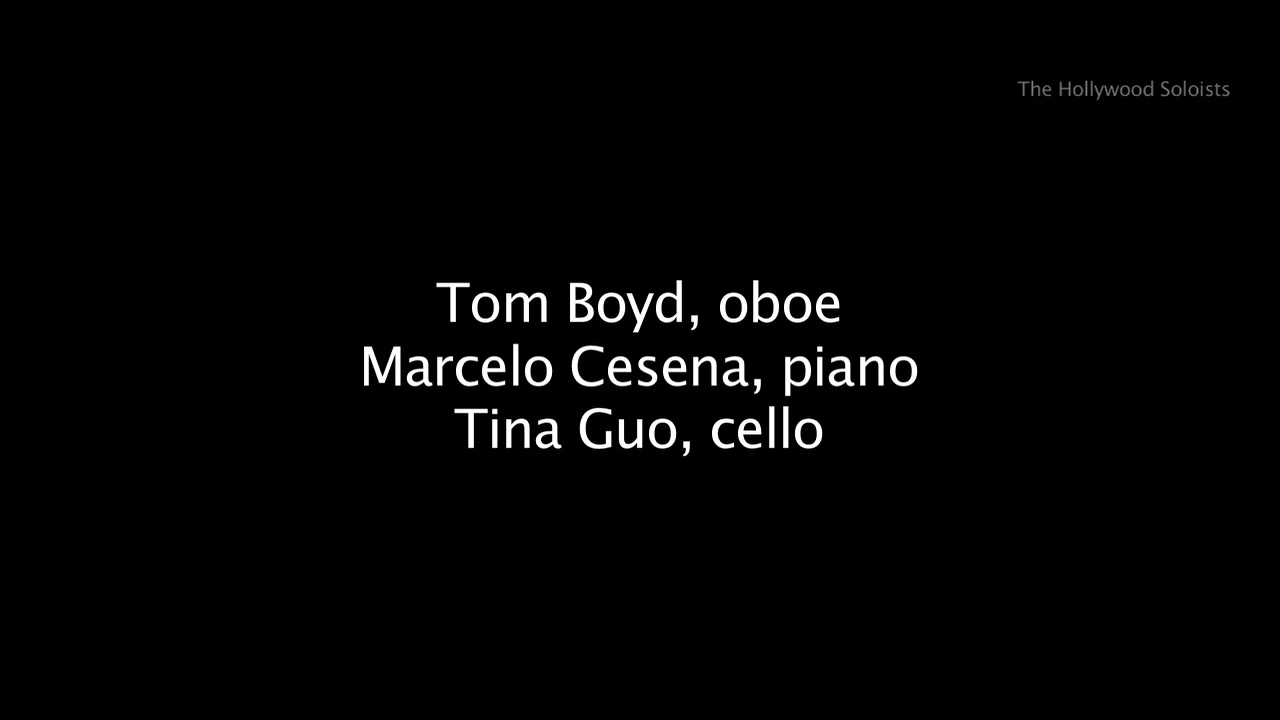 The Hollywood Soloists
Tom Boyd, oboe
Marcelo Cesena, piano
Tina Guo, cello